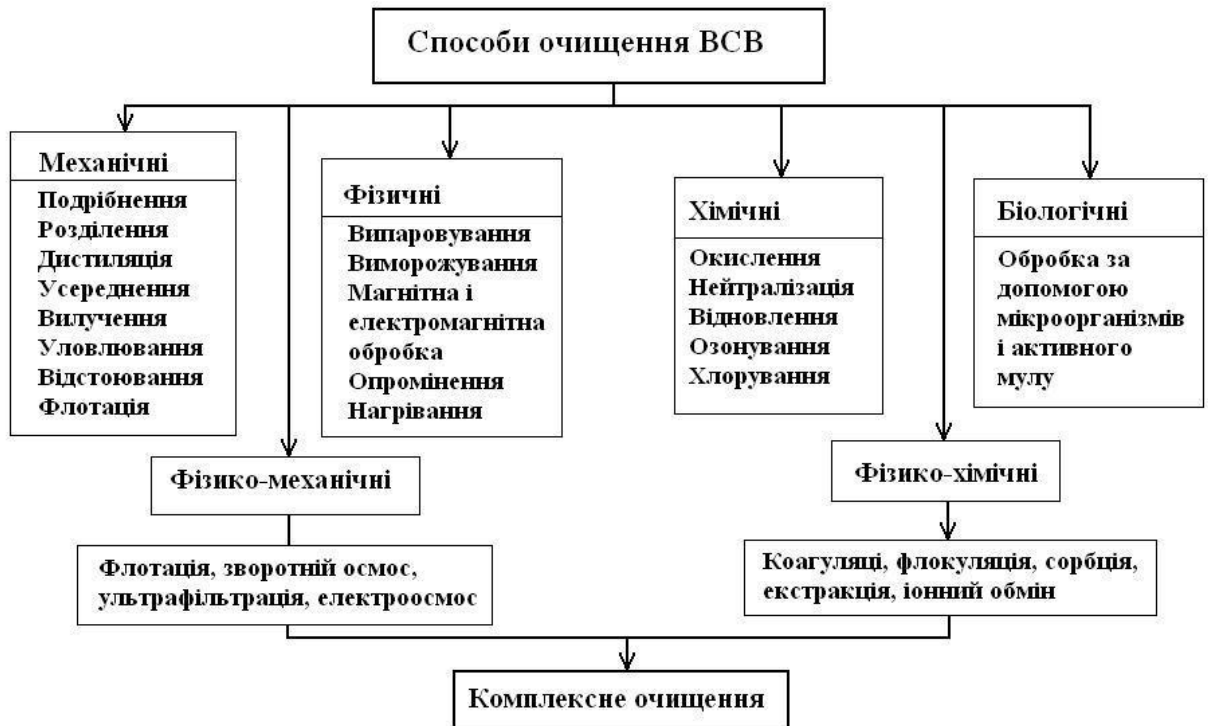 Способи очищення ВСВ
Механічні
Подрібнення
Розділення
Дистиляція
Усереднення
Вилучення
Уловлювання
Відстоювання
Флотація
Фізичні
Випаровування
Виморожування
Магнітна і
електромагнітна
обробка
Опромінення
Нагрівання
Хімічні
Окислення
Нейтралізація
Відновлення
Озонування
Хлорування
Біологічні
Обробка за
допомогою
мікроорганізмів
і активного
мулу
Фізико-механічні
Фізико-хімічні
Флотація, зворотній осмос,
ультрафільтрація, електроосмос
Коагуляці, флокуляція, сорбція,
екстракція, іонний обмін
Комплексне очищення